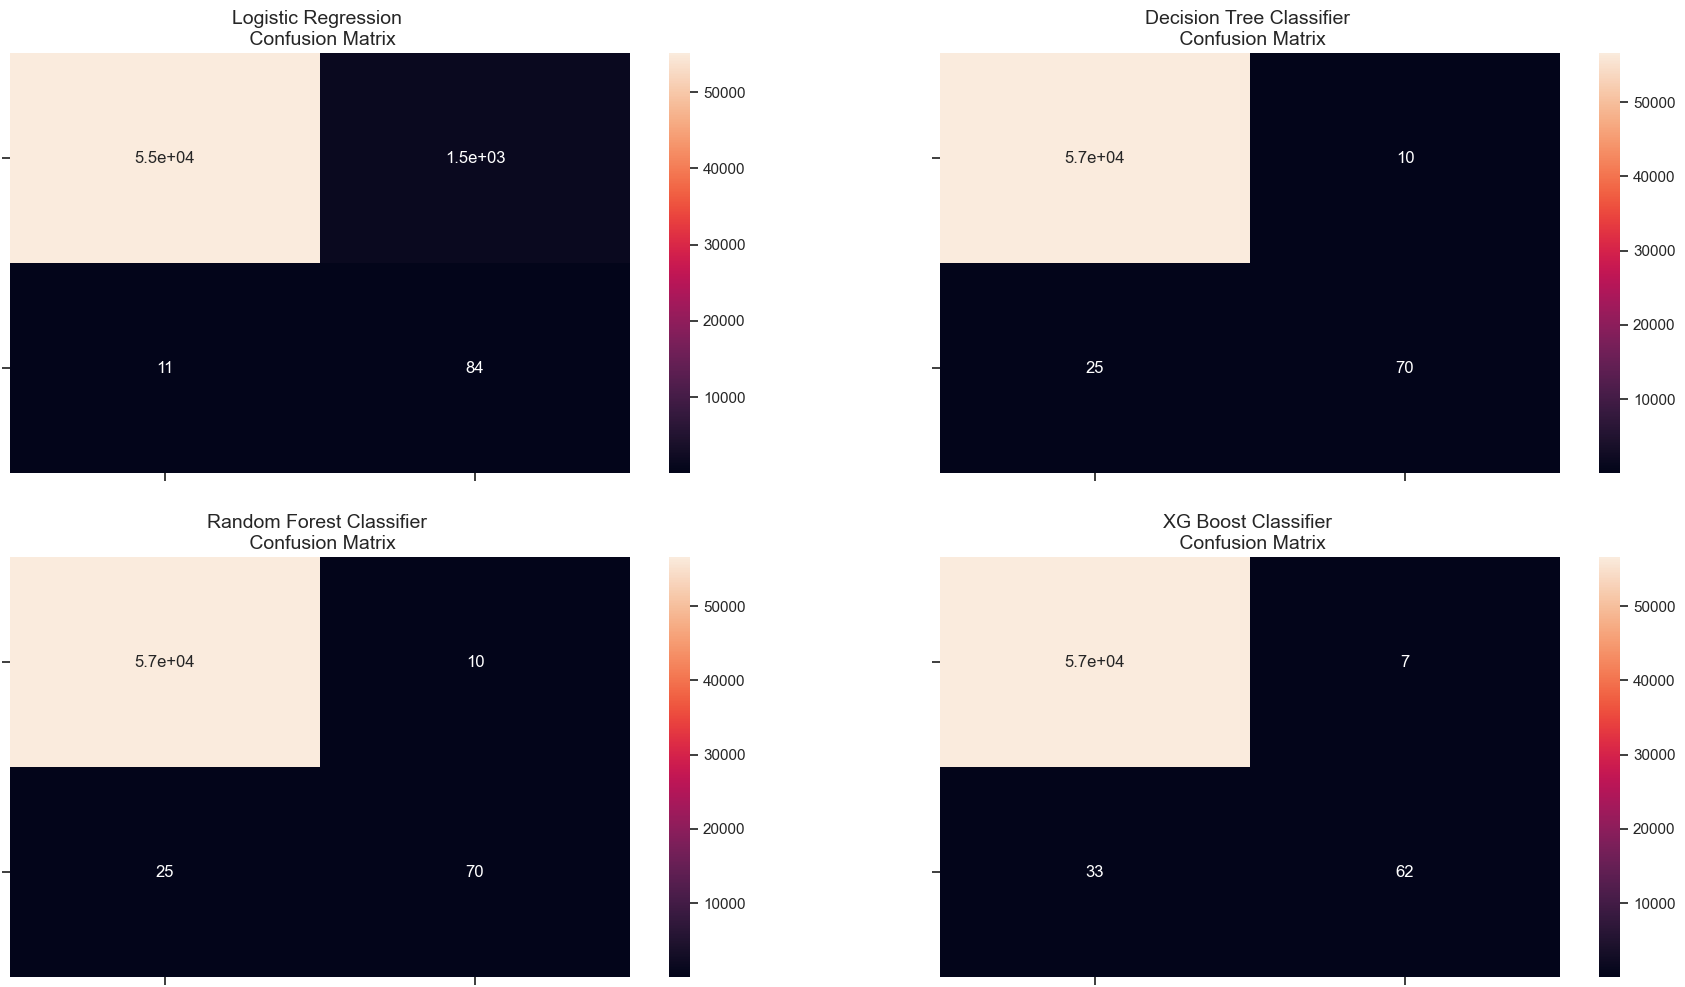 Logistic Regression
Confusion Matrix
5.5e+04
1.5e+03
11
84
50000
40000
30000
20000
10000
Decision Tree Classifier
Confusion Matrix
5.7e+04
10
25
70
50000
40000
30000
20000
10000
Random Forest Classifier
Confusion Matrix
5.7e+04
10
25
70
50000
40000
30000
20000
10000
XG Boost Classifier
Confusion Matrix
5.7e+04
7
33
62
50000
40000
30000
20000
10000